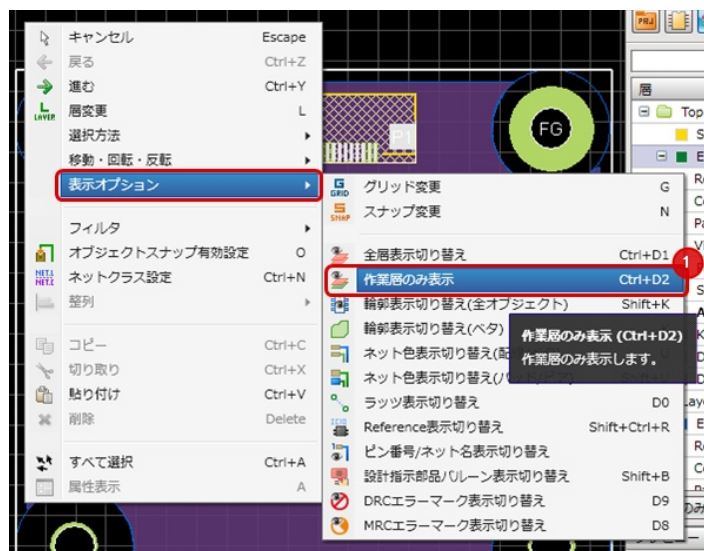 キャンセル Escape
戻る Ctrl+Z
進む Ctrl+Y
LAYER 層変更 L
選択方法
移動・回転・反転
表示オプション
フィルタ
オブジェクトスナップ有効設定 O
NET.1 NET.2 ネットクラス設定 Ctrl+N
整列
コピー Ctrl+C
切り取り Ctrl+X
貼り付け Ctrl+V
削除 Delete
すべて選択 Ctrl+A
属性表示 A
GRID グリッド変更 G
SNAP スナップ変更 N
全層表示切り替え Ctrl+D1
作業層のみ表示 Ctrl+D2
1
輪郭表示切り替え(全オブジェクト) Shift+K
輪郭表示切り替え(ベタ)
ネット色表示切り替え(配
ネット色表示切り替え(
ラッツ表示切り替え D0
Reference表示切り替え Shift+Ctrl+R
ピン番号/ネット名表示切り替え
設計指示部品バルーン表示切り替え Shift+B
DRCエラーマーク表示切り替え D9
MRCエラーマーク表示切り替え D8
作業層のみ表示 (Ctrl+D2)
作業層のみ表示します。
P1
FG
PRJ
層
Top
S
E